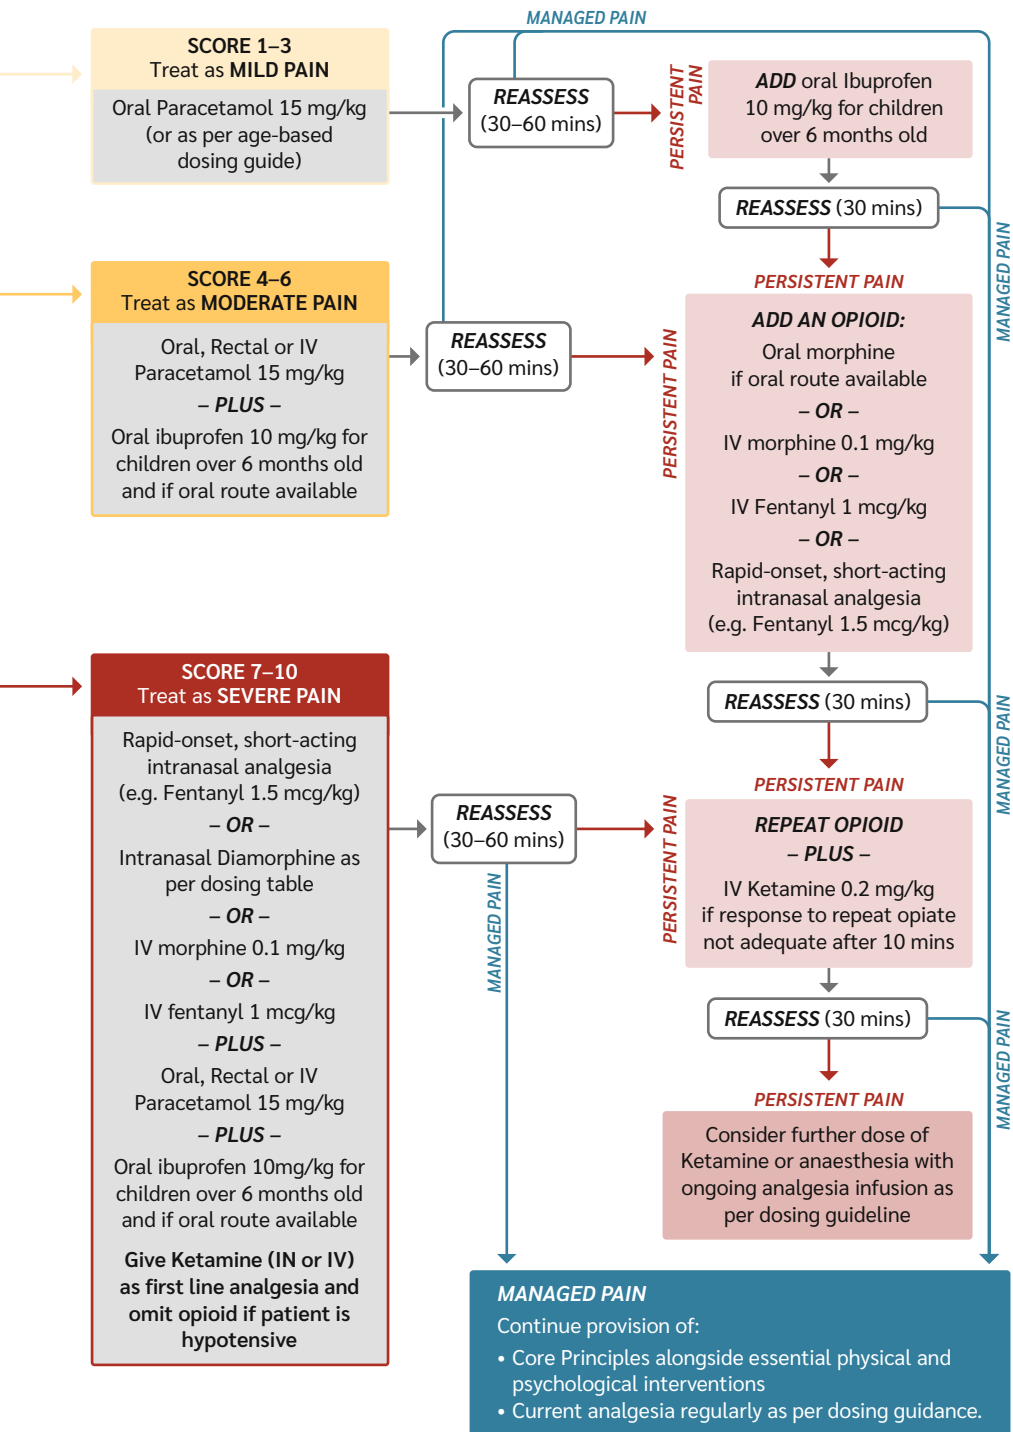 MANAGED PAIN
SCORE 1–3
Treat as MILD PAIN
Oral Paracetamol 15 mg/kg
(or as per age-based
dosing guide)
REASSESS
(30–60 mins)
PERSISTENT
PAIN
ADD oral Ibuprofen
10 mg/kg for children
over 6 months old
REASSESS (30 mins)
MANAGED PAIN
PERSISTENT PAIN
SCORE 4–6
Treat as MODERATE PAIN
Oral, Rectal or IV
Paracetamol 15 mg/kg
– PLUS –
Oral ibuprofen 10 mg/kg for
children over 6 months old
and if oral route available
REASSESS
(30–60 mins)
PERSISTENT PAIN
ADD AN OPIOID:
Oral morphine
if oral route available
– OR –
IV morphine 0.1 mg/kg
– OR –
IV Fentanyl 1 mcg/kg
– OR –
Rapid-onset, short-acting
intranasal analgesia
(e.g. Fentanyl 1.5 mcg/kg)
REASSESS (30 mins)
MANAGED PAIN
PERSISTENT PAIN
SCORE 7–10
Treat as SEVERE PAIN
Rapid-onset, short-acting
intranasal analgesia
(e.g. Fentanyl 1.5 mcg/kg)
– OR –
Intranasal Diamorphine as
per dosing table
– OR –
IV morphine 0.1 mg/kg
– OR –
IV fentanyl 1 mcg/kg
– PLUS –
Oral, Rectal or IV
Paracetamol 15 mg/kg
– PLUS –
Oral ibuprofen 10mg/kg for
children over 6 months old
and if oral route available
Give Ketamine (IN or IV)
as first line analgesia and
omit opioid if patient is
hypotensive
REASSESS
(30–60 mins)
MANAGED PAIN
PERSISTENT PAIN
REPEAT OPIOID
– PLUS –
IV Ketamine 0.2 mg/kg
if response to repeat opiate
not adequate after 10 mins
REASSESS (30 mins)
MANAGED PAIN
PERSISTENT PAIN
Consider further dose of
Ketamine or anaesthesia with
ongoing analgesia infusion as
per dosing guideline
MANAGED PAIN
Continue provision of:
• Core Principles alongside essential physical and
psychological interventions
• Current analgesia regularly as per dosing guidance.